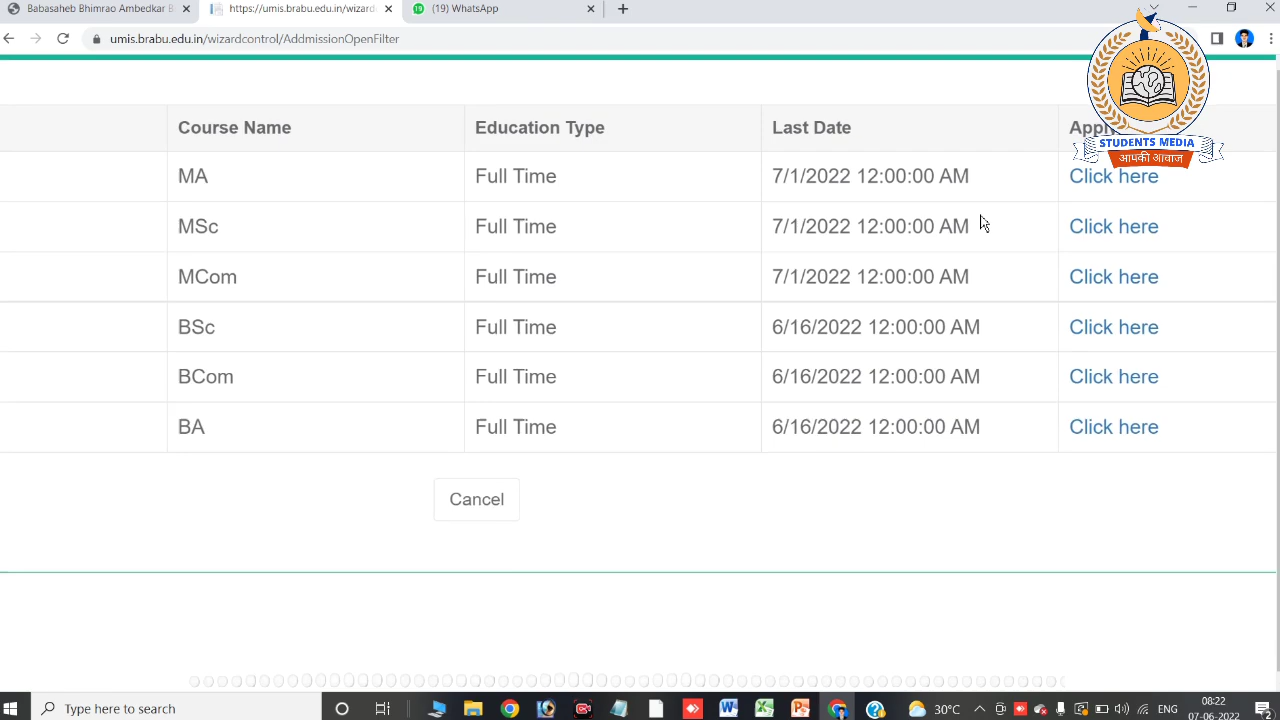 Babasaheb Bhimrao Ambedkar B
https://umis.brabu.edu.in/wizard
(19) WhatsApp
umis.brabu.edu.in/wizardcontrol/AddmissionOpenFilter
Course Name Education Type Last Date
MA Full Time 7/1/2022 12:00:00 AM Click here
MSc Full Time 7/1/2022 12:00:00 AM Click here
MCom Full Time 7/1/2022 12:00:00 AM Click here
BSc Full Time 6/16/2022 12:00:00 AM Click here
BCom Full Time 6/16/2022 12:00:00 AM Click here
BA Full Time 6/16/2022 12:00:00 AM Click here
Cancel
STUDENTS MEDIA
आपकी आवाज
Type here to search
30°C
ENG
08:22
07-06-2022